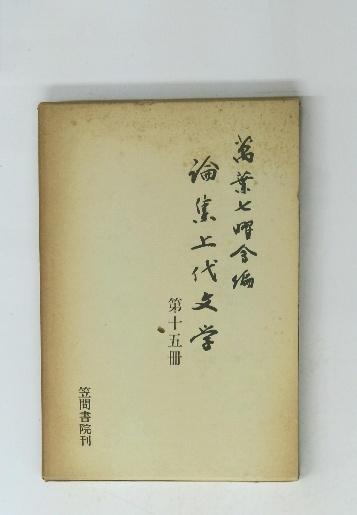 萬葉七曜会編
論集上代文学
第十五冊
笠間書院刊